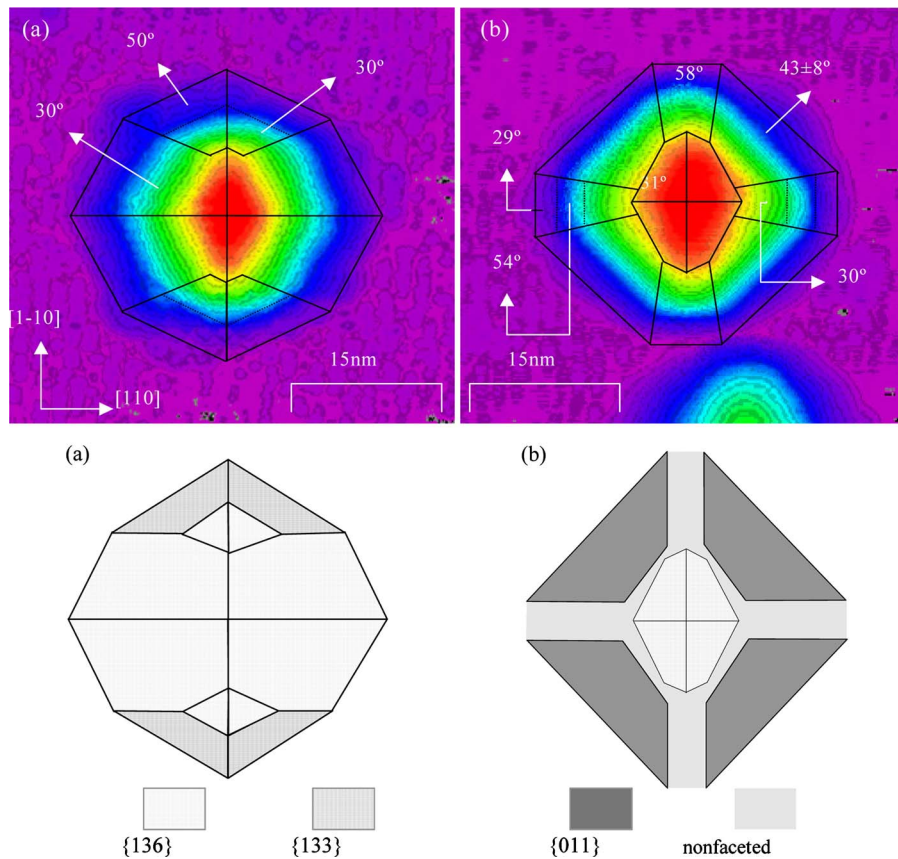 (a)
50º
30º
30º
[1-10]
[110]
15nm
(b)
58º
43±8º
29º
31º
54º
30º
15nm
(a)
{136}
{133}
(b)
{011}
nonfaceted